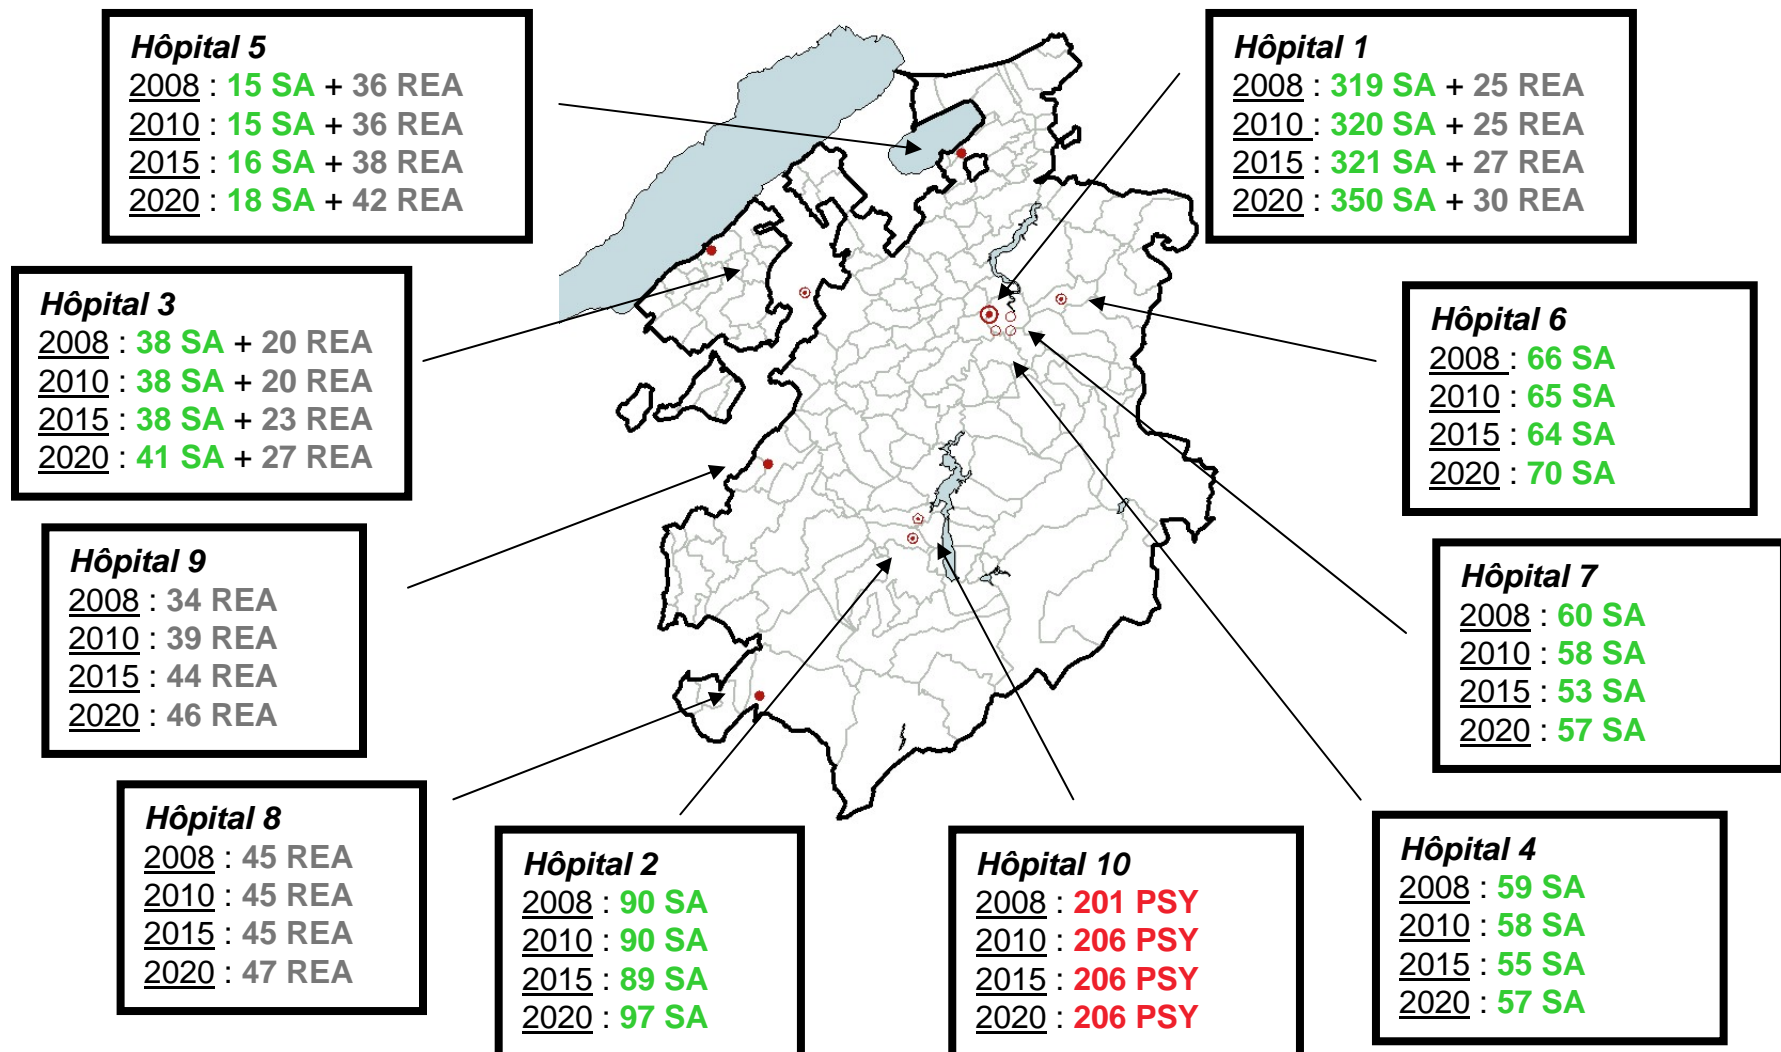 Hôpital 5
2008 : 15 SA + 36 REA
2010 : 15 SA + 36 REA
2015 : 16 SA + 38 REA
2020 : 18 SA + 42 REA
Hôpital 1
2008 : 319 SA + 25 REA
2010 : 320 SA + 25 REA
2015 : 321 SA + 27 REA
2020 : 350 SA + 30 REA
Hôpital 3
2008 : 38 SA + 20 REA
2010 : 38 SA + 20 REA
2015 : 38 SA + 23 REA
2020 : 41 SA + 27 REA
Hôpital 6
2008 : 66 SA
2010 : 65 SA
2015 : 64 SA
2020 : 70 SA
Hôpital 9
2008 : 34 REA
2010 : 39 REA
2015 : 44 REA
2020 : 46 REA
Hôpital 7
2008 : 60 SA
2010 : 58 SA
2015 : 53 SA
2020 : 57 SA
Hôpital 8
2008 : 45 REA
2010 : 45 REA
2015 : 45 REA
2020 : 47 REA
Hôpital 2
2008 : 90 SA
2010 : 90 SA
2015 : 89 SA
2020 : 97 SA
Hôpital 10
2008 : 201 PSY
2010 : 206 PSY
2015 : 206 PSY
2020 : 206 PSY
Hôpital 4
2008 : 59 SA
2010 : 58 SA
2015 : 55 SA
2020 : 57 SA